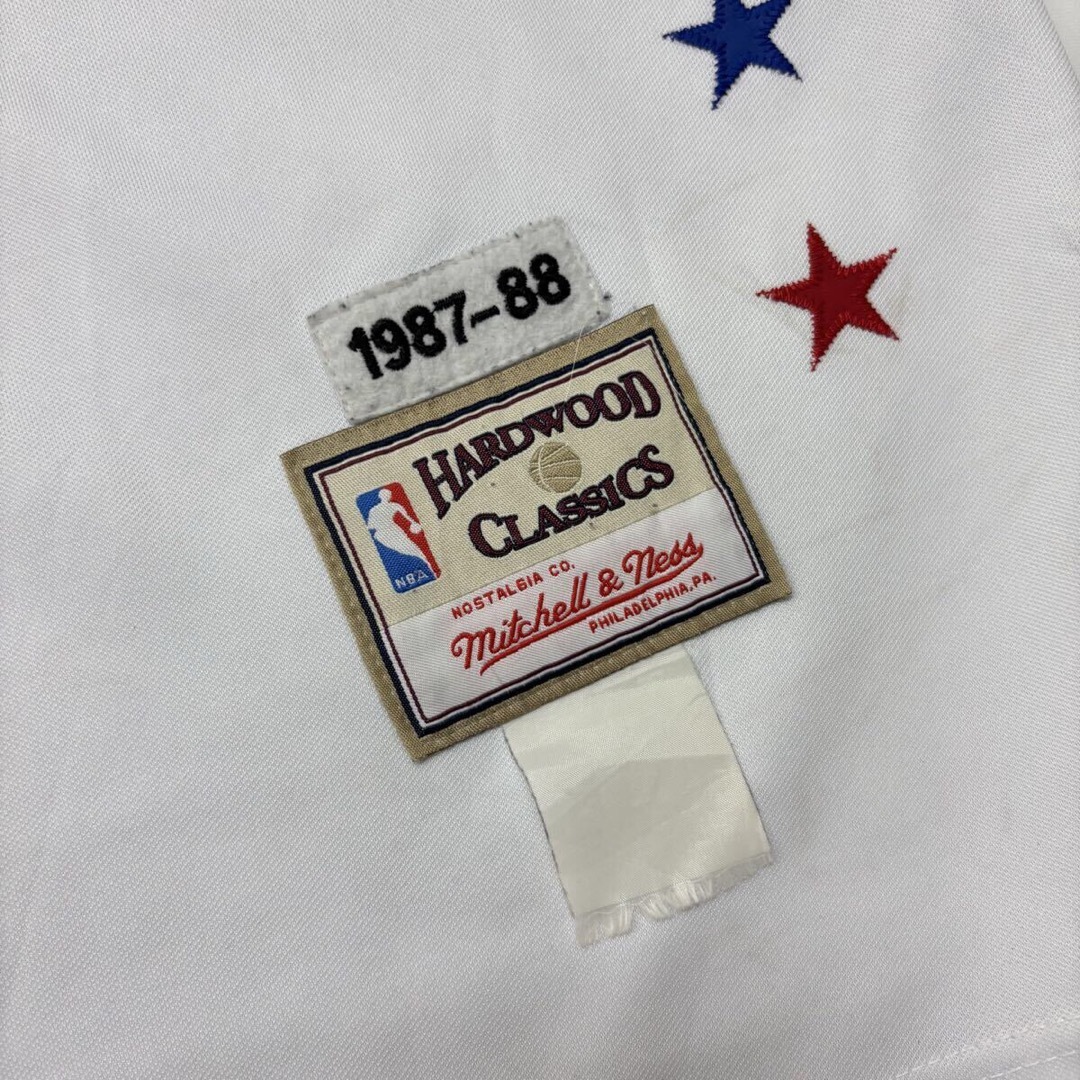 1987-88
HARDWOOD
CLASSICS
NBA
NOSTALGIA CO.
Mitchell & Ness
PHILADELPHIA, PA.